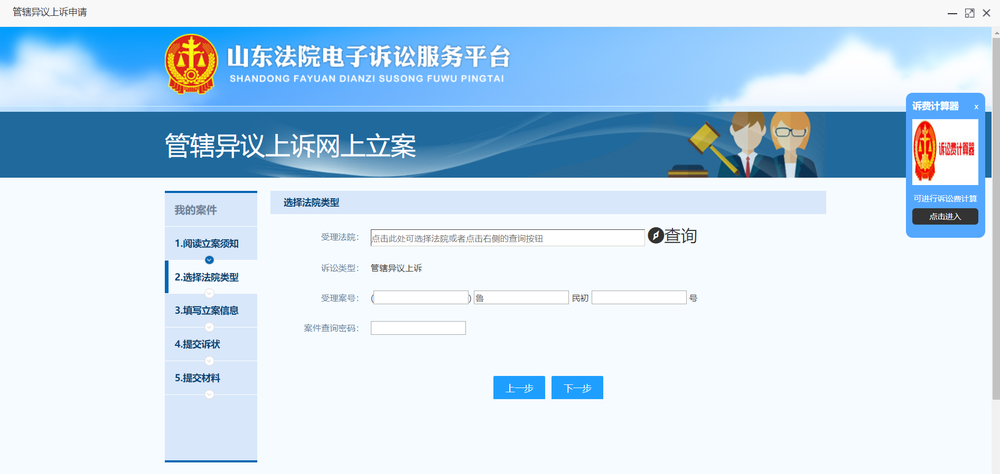 管辖异议上诉申请
山东法院电子诉讼服务平台
SHANDONG FAYUAN DIANZI SUSONG FUWU PINGTAI
管辖异议上诉网上立案
诉费计算器 x
诉讼费计算器
可进行诉讼费计算
点击进入
我的案件
1.阅读立案须知
2.选择法院类型
3.填写立案信息
4.提交诉状
5.提交材料
选择法院类型
受理法院： 点击此处可选择法院或者点击右侧的查询按钮 查询
诉讼类型： 管辖异议上诉
受理案号： ( ) 鲁 民初 号
案件查询密码：
上一步 下一步